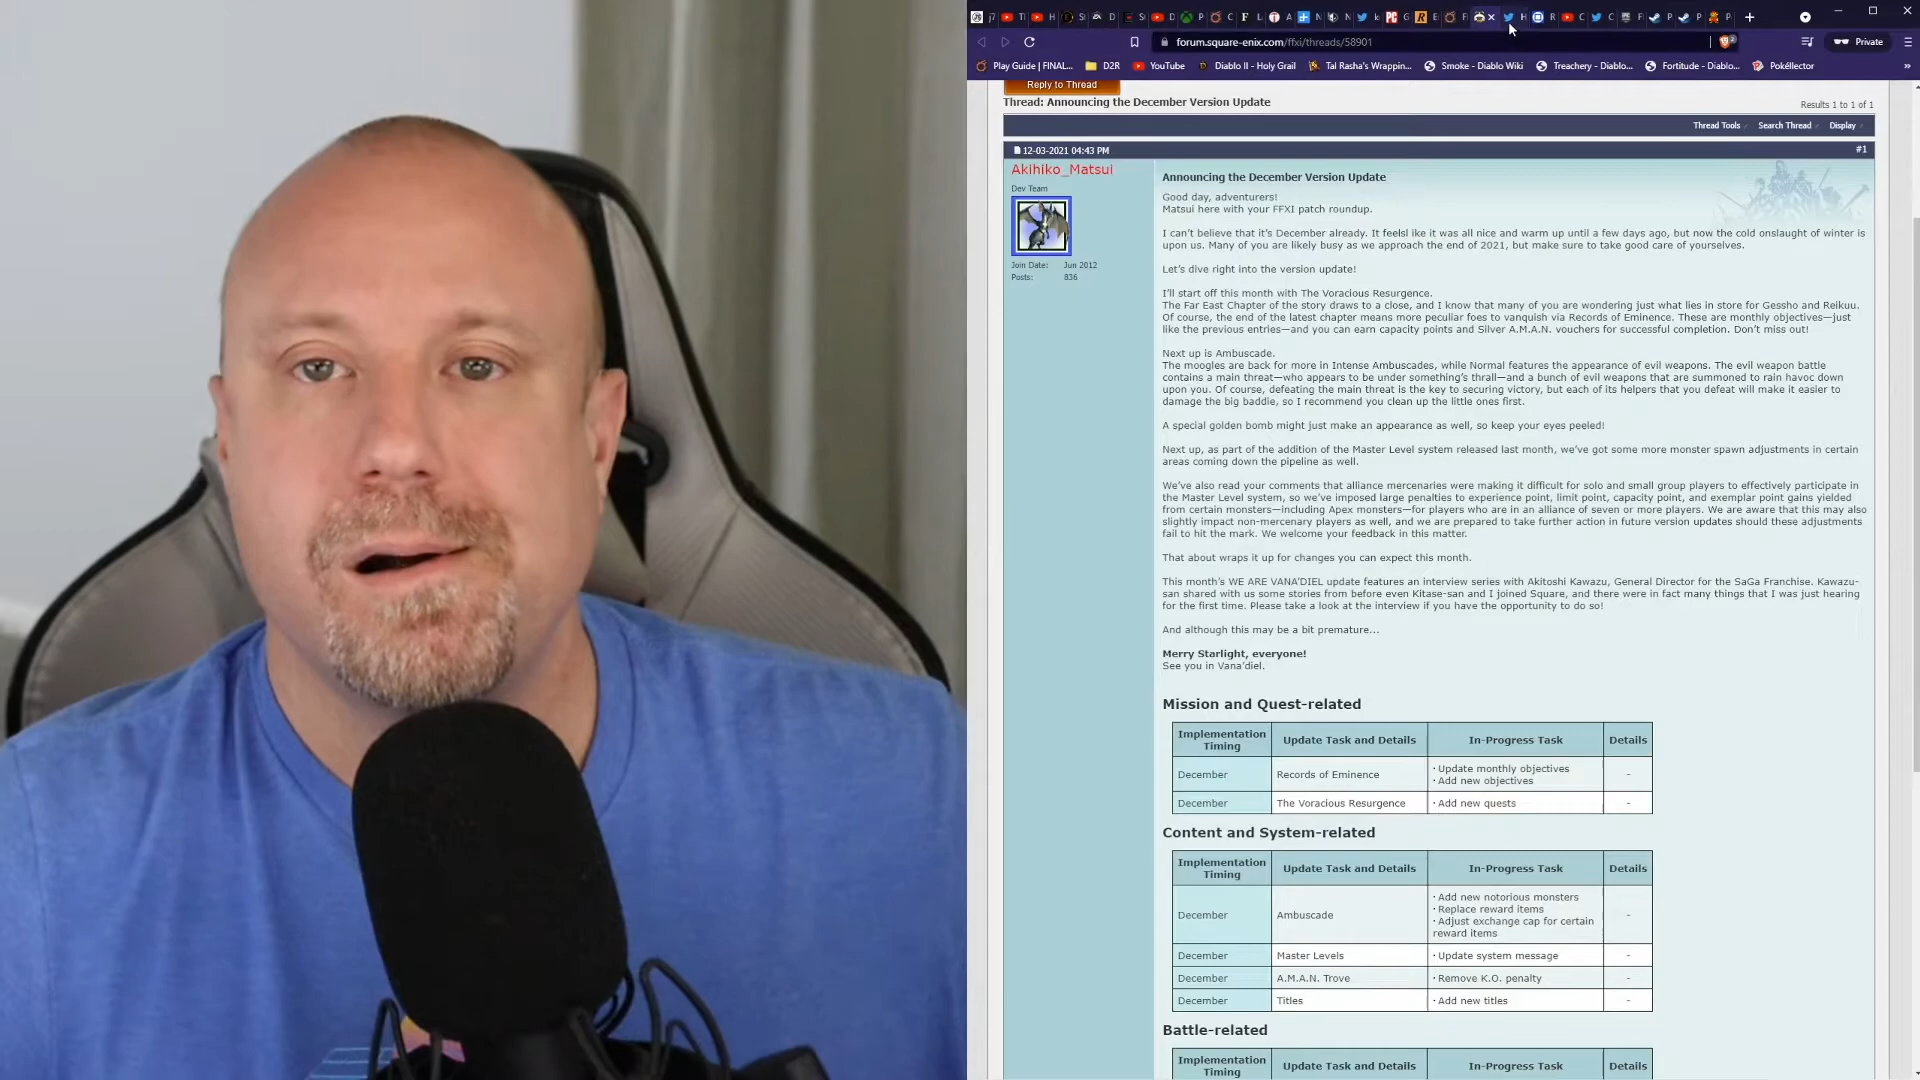 forum.square-enix.com/ffxi/threads/58901
Private
Play Guide | FINAL...
D2R
YouTube
Diablo II - Holy Grail
Tal Rasha's Wrappin...
Smoke - Diablo Wiki
Treachery - Diablo...
Fortitude - Diablo...
Pokéllector
Reply to Thread
Thread: Announcing the December Version Update
Results 1 to 1 of 1
Thread Tools
Search Thread
Display
12-03-2021 04:43 PM
#1
Akihiko_Matsui
Dev Team
Join Date: Jun 2012
Posts: 836
Announcing the December Version Update
Good day, adventurers!
Matsui here with your FFXI patch roundup.
I can't believe that it's December already. It feelsl like it was all nice and warm up until a few days ago, but now the cold onslaught of winter is
upon us. Many of you are likely busy as we approach the end of 2021, but make sure to take good care of yourselves.
Let's dive right into the version update!
I'll start off this month with The Voracious Resurgence.
The Far East Chapter of the story draws to a close, and I know that many of you are wondering just what lies in store for Gessho and Reikuu.
Of course, the end of the latest chapter means more peculiar foes to vanquish via Records of Eminence. These are monthly objectives—just
like the previous entries—and you can earn capacity points and Silver A.M.A.N. vouchers for successful completion. Don't miss out!
Next up is Ambuscade.
The moogles are back for more in Intense Ambuscades, while Normal features the appearance of evil weapons. The evil weapon battle
contains a main threat—who appears to be under something's thrall—and a bunch of evil weapons that are summoned to rain havoc down
upon you. Of course, defeating the main threat is the key to securing victory, but each of its helpers that you defeat will make it easier to
damage the big baddie, so I recommend you clean up the little ones first.
A special golden bomb might just make an appearance as well, so keep your eyes peeled!
Next up, as part of the addition of the Master Level system released last month, we've got some more monster spawn adjustments in certain
areas coming down the pipeline as well.
We've also read your comments that alliance mercenaries were making it difficult for solo and small group players to effectively participate in
the Master Level system, so we've imposed large penalties to experience point, limit point, capacity point, and exemplar point gains yielded
from certain monsters—including Apex monsters—for players who are in an alliance of seven or more players. We are aware that this may also
slightly impact non-mercenary players as well, and we are prepared to take further action in future version updates should these adjustments
fail to hit the mark. We welcome your feedback in this matter.
That about wraps it up for changes you can expect this month.
This month's WE ARE VANA'DIEL update features an interview series with Akitoshi Kawazu, General Director for the SaGa Franchise. Kawazu-
san shared with us some stories from before even Kitase-san and I joined Square, and there were in fact many things that I was just hearing
for the first time. Please take a look at the interview if you have the opportunity to do so!
And although this may be a bit premature...
Merry Starlight, everyone!
See you in Vana'diel.
Mission and Quest-related
Implementation Timing
Update Task and Details
In-Progress Task
Details
December
Records of Eminence
· Update monthly objectives
· Add new objectives
-
December
The Voracious Resurgence
· Add new quests
-
Content and System-related
Implementation Timing
Update Task and Details
In-Progress Task
Details
December
Ambuscade
· Add new notorious monsters
· Replace reward items
· Adjust exchange cap for certain
reward items
-
December
Master Levels
· Update system message
-
December
A.M.A.N. Trove
· Remove K.O. penalty
-
December
Titles
· Add new titles
-
Battle-related
Implementation Timing
Update Task and Details
In-Progress Task
Details